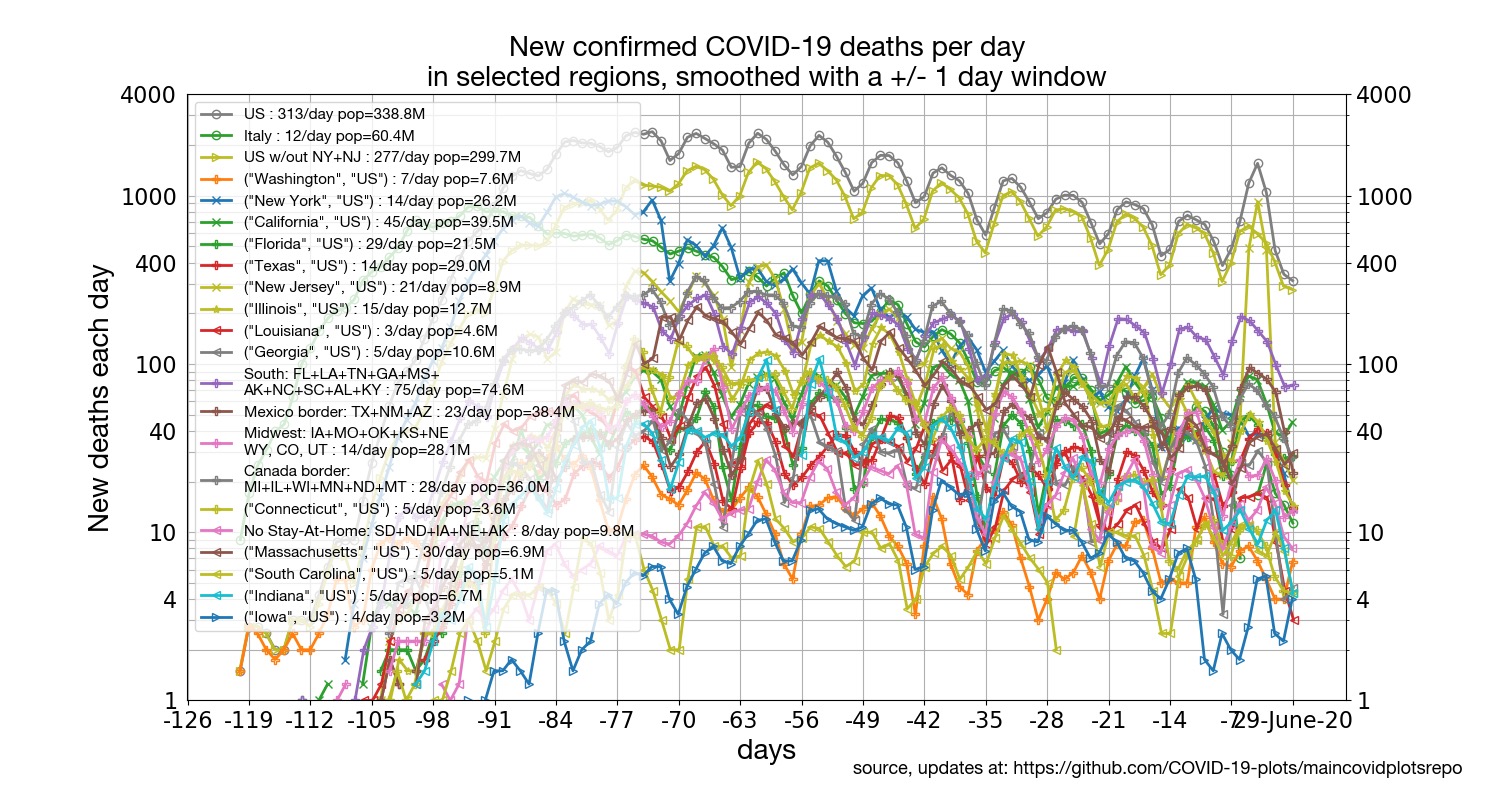 New confirmed COVID-19 deaths per day
in selected regions, smoothed with a +/- 1 day window
4000
1000
400
100
40
10
4
1
New deaths each day
US : 313/day pop=338.8M
Italy : 12/day pop=60.4M
US w/out NY+NJ : 277/day pop=299.7M
("Washington", "US") : 7/day pop=7.6M
("New York", "US") : 14/day pop=26.2M
("California", "US") : 45/day pop=39.5M
("Florida", "US") : 29/day pop=21.5M
("Texas", "US") : 14/day pop=29.0M
("New Jersey", "US") : 21/day pop=8.9M
("Illinois", "US") : 15/day pop=12.7M
("Louisiana", "US") : 3/day pop=4.6M
("Georgia", "US") : 5/day pop=10.6M
South: FL+LA+TN+GA+MS+
AK+NC+SC+AL+KY : 75/day pop=74.6M
Mexico border: TX+NM+AZ : 23/day pop=38.4M
Midwest: IA+MO+OK+KS+NE
WY, CO, UT : 14/day pop=28.1M
Canada border:
MI+IL+WI+MN+ND+MT : 28/day pop=36.0M
("Connecticut", "US") : 5/day pop=3.6M
No Stay-At-Home: SD+ND+IA+NE+AK : 8/day pop=9.8M
("Massachusetts", "US") : 30/day pop=6.9M
("South Carolina", "US") : 5/day pop=5.1M
("Indiana", "US") : 5/day pop=6.7M
("Iowa", "US") : 4/day pop=3.2M
4000
1000
400
100
40
10
4
1
-126 -119 -112 -105 -98 -91 -84 -77 -70 -63 -56 -49 -42 -35 -28 -21 -14 -7 29-June-20
days
source, updates at: https://github.com/COVID-19-plots/maincovidplotsrepo